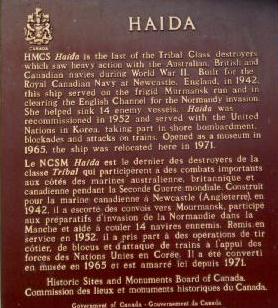 CANADA
HAIDA
HMCS Haida is the last of the Tribal Class destroyers
which saw heavy action with the Australian, British and
Canadian navies during World War II. Built for the
Royal Canadian Navy at Newcastle, England, in 1942,
this ship served on the frigid Murmansk run and in
clearing the English Channel for the Normandy invasion.
She helped sink 14 enemy vessels. Haida was
recommissioned in 1952 and served with the United
Nations in Korea, taking part in shore bombardment,
blockades and attacks on trains. Opened as a museum in
1965, the ship was relocated here in 1971.
Le NCSM Haida est le dernier des destroyers de la
classe Tribal qui participèrent à des combats importants
aux côtés des marines australienne, britannique et
canadienne pendant la Seconde Guerre mondiale. Construit
pour la marine canadienne à Newcastle (Angleterre), en
1942, il a escorté des convois vers Mourmansk, participé
aux préparatifs d'invasion de la Normandie dans la
Manche et aidé à couler 14 navires ennemis. Remis en
service en 1952, il a pris part à des opérations de tir
côtier, de blocus et d'attaque de trains à l'appui des
forces des Nations Unies en Corée. Il a été converti
en musée en 1965 et est amarré ici depuis 1971.
Historic Sites and Monuments Board of Canada.
Commission des lieux et monuments historiques du Canada.
Government of Canada - Gouvernement du Canada